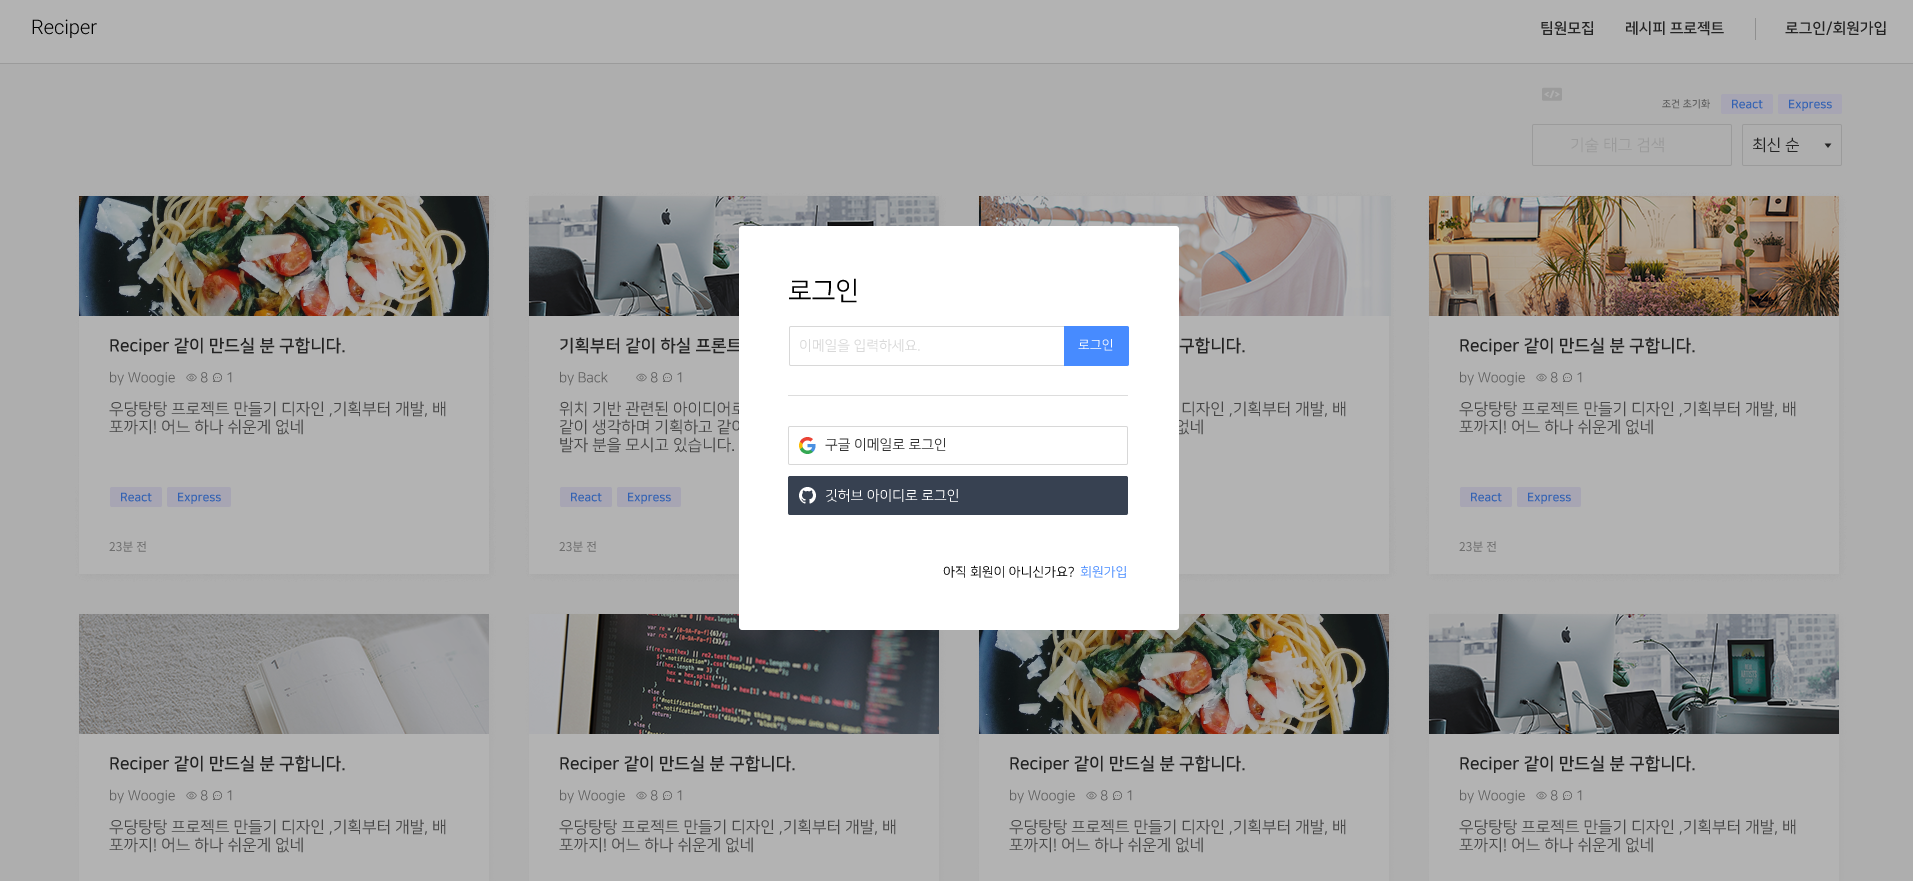 Reciper
팀원모집
레시피 프로젝트
로그인/회원가입
조건 초기화
React
Express
기술 태그 검색
최신 순
로그인
이메일을 입력하세요.
로그인
구글 이메일로 로그인
깃허브 아이디로 로그인
아직 회원이 아니신가요? 회원가입
Reciper 같이 만드실 분 구합니다.
by Woogie 8 1
우당탕탕 프로젝트 만들기 디자인 ,기획부터 개발, 배
포까지! 어느 하나 쉬운게 없네
React Express
23분 전
기획부터 같이 하실 프론트
by Back 8 1
위치 기반 관련된 아이디어로
같이 생각하며 기획하고 같이
발자 분을 모시고 있습니다.
React Express
23분 전
구합니다.
디자인 ,기획부터 개발, 배
없네
Reciper 같이 만드실 분 구합니다.
by Woogie 8 1
우당탕탕 프로젝트 만들기 디자인 ,기획부터 개발, 배
포까지! 어느 하나 쉬운게 없네
React Express
23분 전
Reciper 같이 만드실 분 구합니다.
by Woogie 8 1
우당탕탕 프로젝트 만들기 디자인 ,기획부터 개발, 배
포까지! 어느 하나 쉬운게 없네
Reciper 같이 만드실 분 구합니다.
by Woogie 8 1
우당탕탕 프로젝트 만들기 디자인 ,기획부터 개발, 배
포까지! 어느 하나 쉬운게 없네
Reciper 같이 만드실 분 구합니다.
by Woogie 8 1
우당탕탕 프로젝트 만들기 디자인 ,기획부터 개발, 배
포까지! 어느 하나 쉬운게 없네
Reciper 같이 만드실 분 구합니다.
by Woogie 8 1
우당탕탕 프로젝트 만들기 디자인 ,기획부터 개발, 배
포까지! 어느 하나 쉬운게 없네